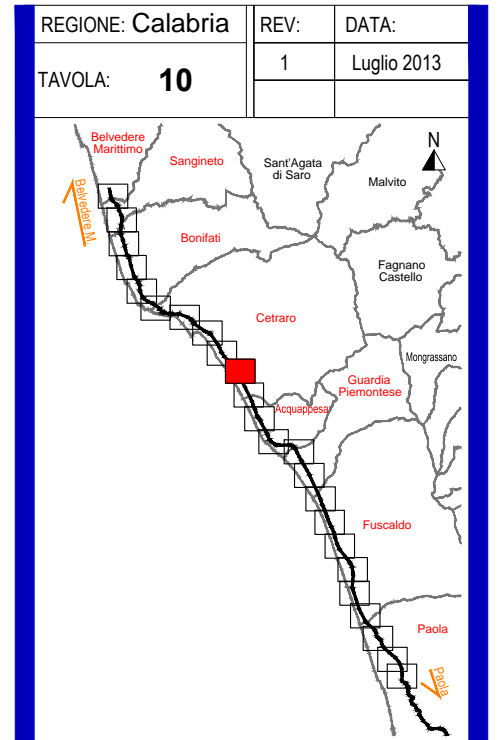 REGIONE: Calabria
REV:
DATA:
TAVOLA: 10
1
Luglio 2013
Belvedere
Marittimo
Sangineto
Sant'Agata
di Saro
Malvito
N
Belvedere M.
Bonifati
Fagnano
Castello
Cetraro
Mongrassano
Guardia
Piemontese
Acquappesa
Fuscaldo
Paola
Paola